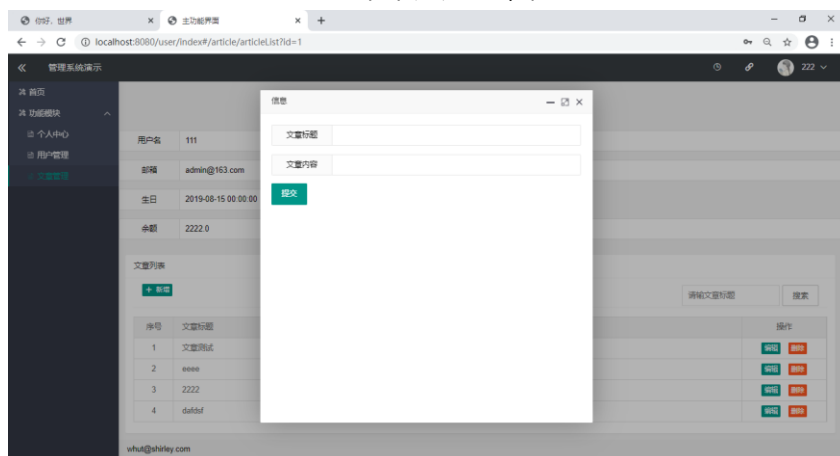 你好，世界
主功能界面
localhost:8080/user/index#/article/articleList?id=1
管理系统演示
222
首页
功能模块
个人中心
用户管理
文章管理
信息
文章标题
文章内容
提交
用户名 111
邮箱 admin@163.com
生日 2019-08-15 00:00:00
余额 2222.0
文章列表
+ 新增
请输文章标题 搜索
序号 文章标题 操作
1 文章测试 编辑 删除
2 eeee 编辑 删除
3 2222 编辑 删除
4 dafdsf 编辑 删除
whut@shirley.com